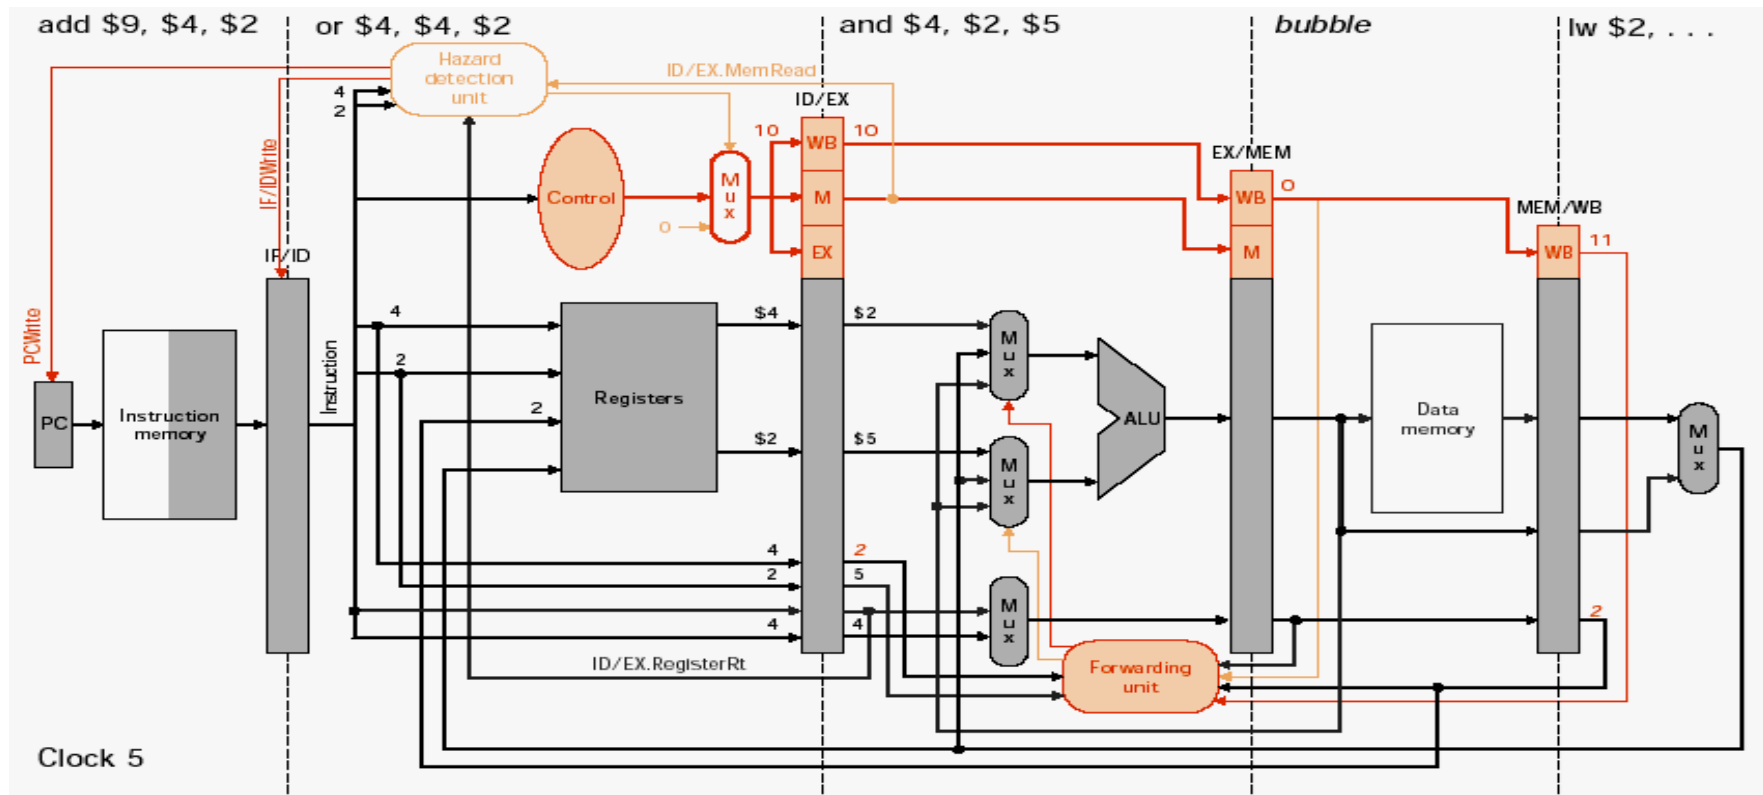 add $9, $4, $2
or $4, $4, $2
and $4, $2, $5
bubble
lw $2, . . .
Hazard
detection
unit
ID/EX.MemRead
4
2
ID/EX
10
WB
10
EX/MEM
IF/IDWrite
Control
M
u
x
M
WB
0
MEM/WB
0
EX
M
WB
11
IF/ID
PCWrite
4
$4
$2
M
u
x
Instruction
2
PC
Instruction
memory
2
Registers
ALU
Data
memory
M
u
x
$2
$5
M
u
x
4
2
2
5
M
u
x
4
4
2
ID/EX.RegisterRt
Forwarding
unit
Clock 5